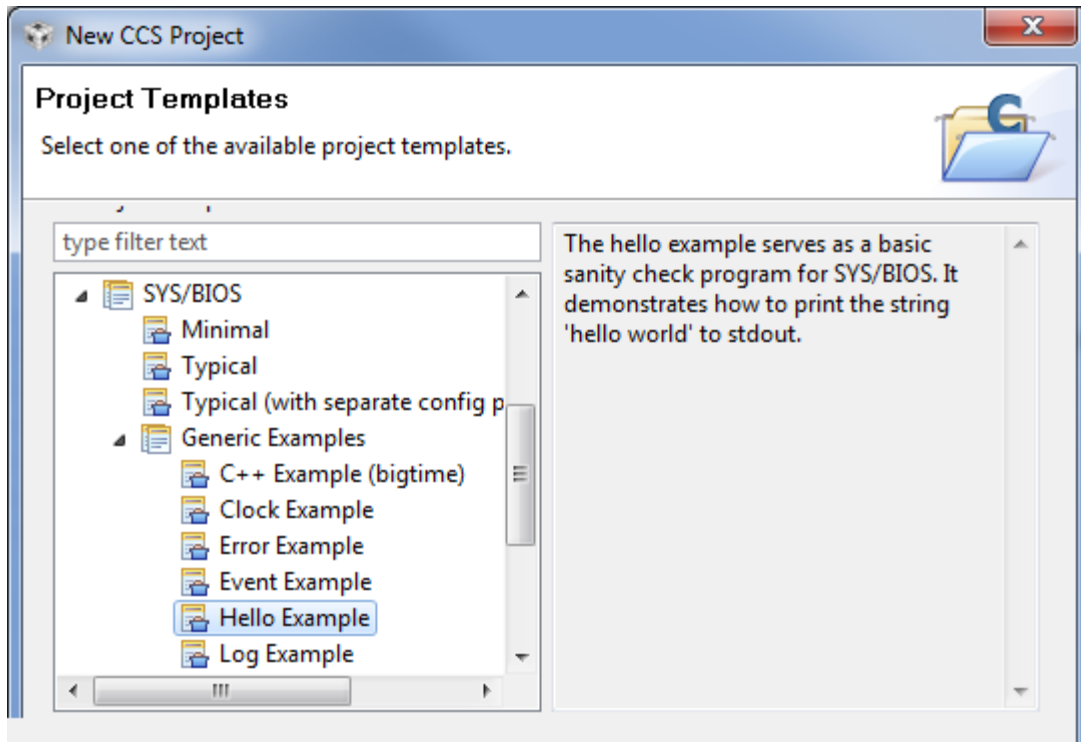 New CCS Project
Project Templates
Select one of the available project templates.
type filter text
SYS/BIOS
Minimal
Typical
Typical (with separate config p
Generic Examples
C++ Example (bigtime)
Clock Example
Error Example
Event Example
Hello Example
Log Example
The hello example serves as a basic
sanity check program for SYS/BIOS. It
demonstrates how to print the string
'hello world' to stdout.